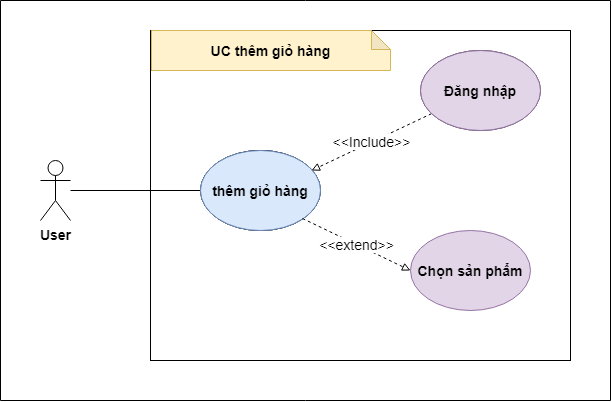 UC thêm giỏ hàng
Đăng nhập
<<Include>>
thêm giỏ hàng
User
<<extend>>
Chọn sản phẩm